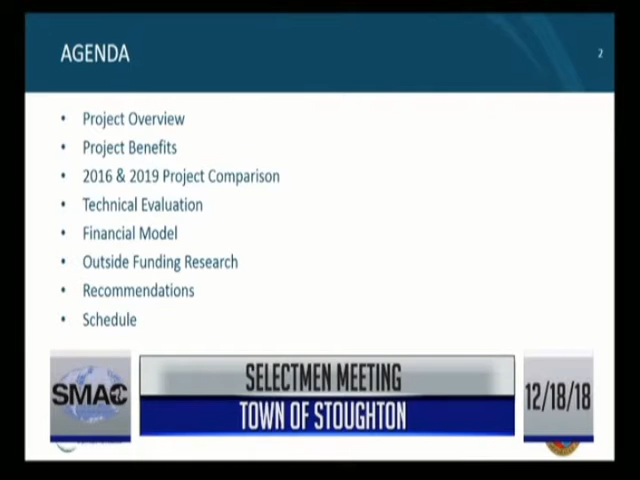 AGENDA
2
• Project Overview
• Project Benefits
• 2016 & 2019 Project Comparison
• Technical Evaluation
• Financial Model
• Outside Funding Research
• Recommendations
• Schedule
SMAC
SELECTMEN MEETING
TOWN OF STOUGHTON
12/18/18